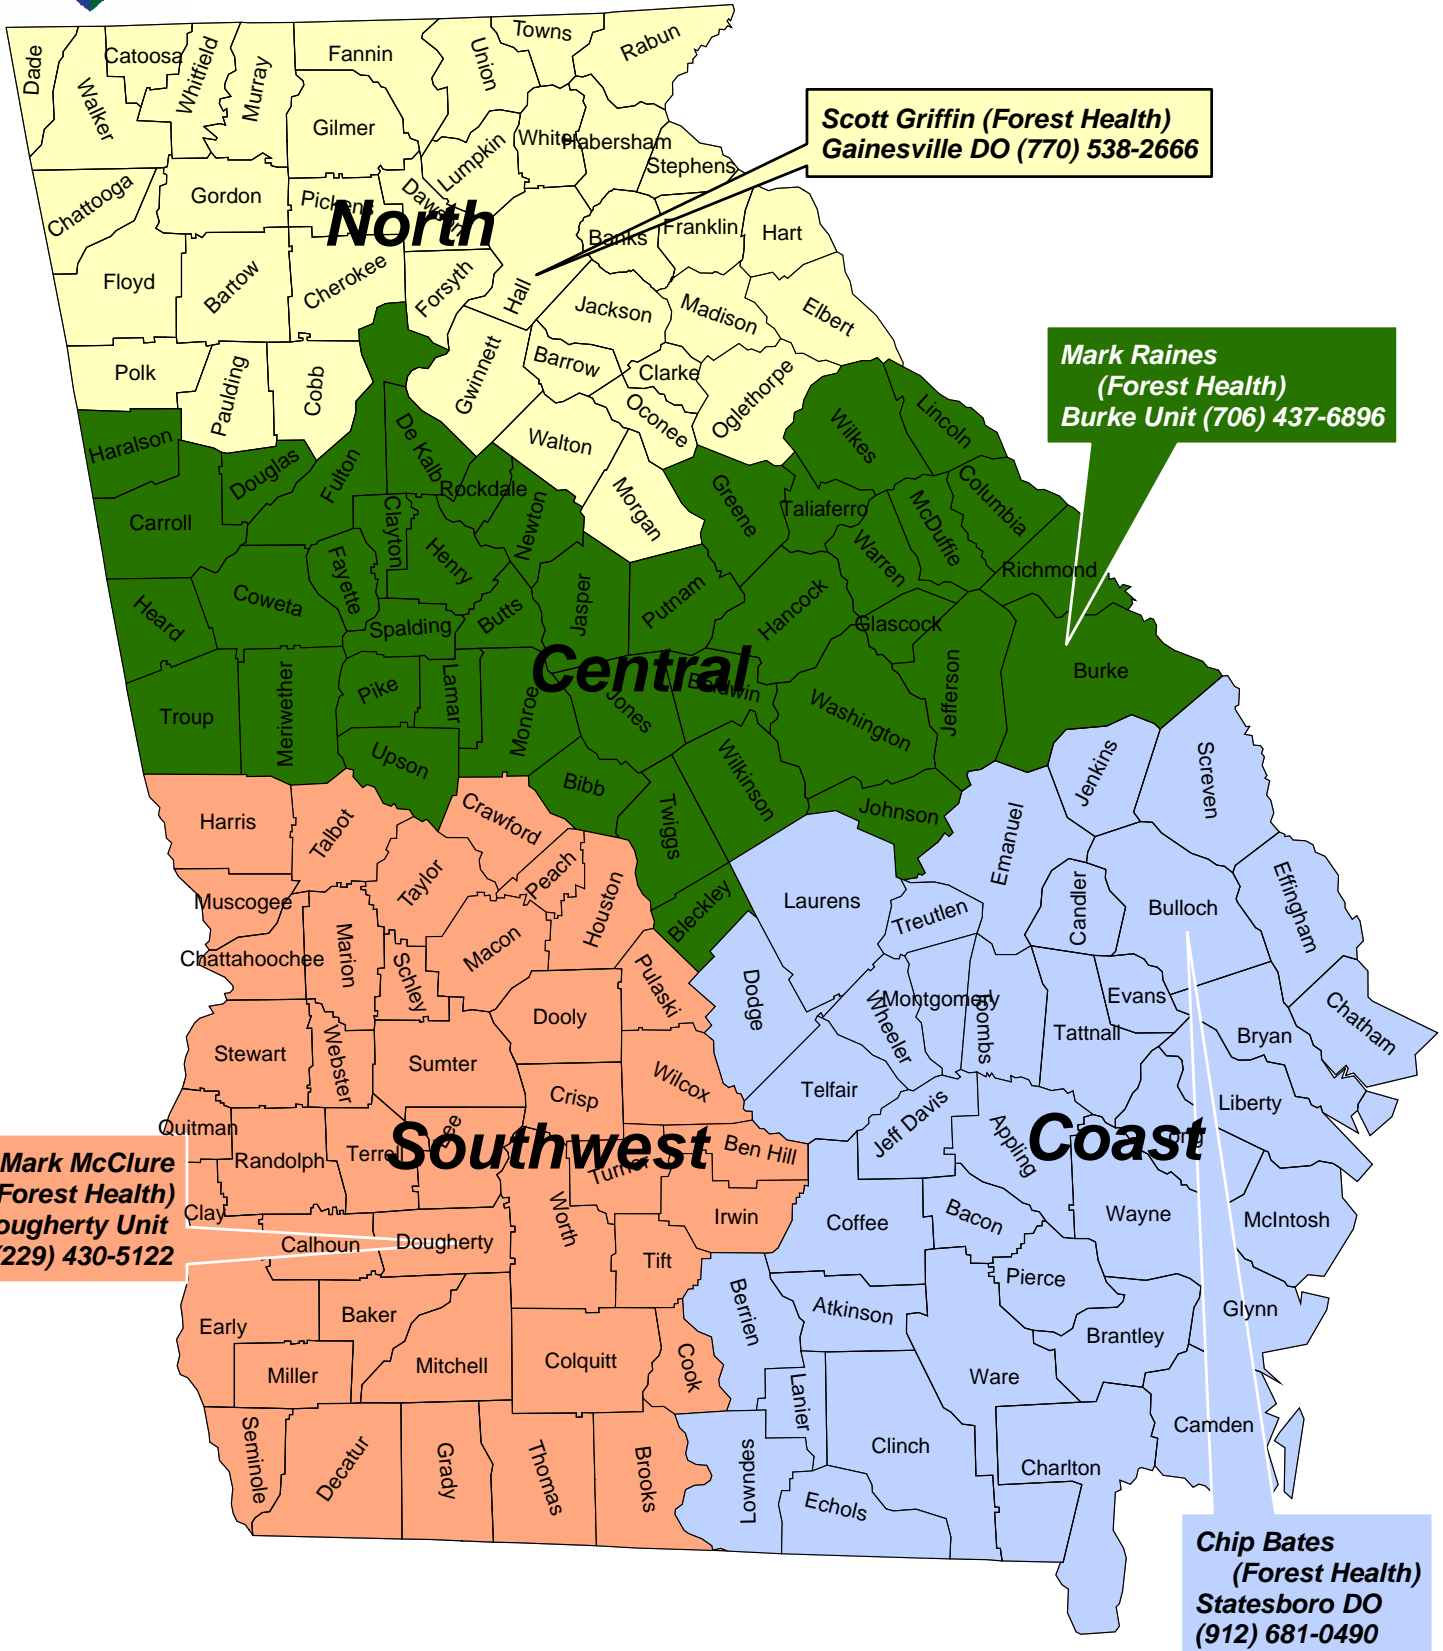 Towns
Rabun
Union
Fannin
Catoosa
Dade
Whitfield
Murray
Walker
Gilmer
White
Habersham
Scott Griffin (Forest Health)
Gainesville DO (770) 538-2666
Lumpkin
Stephens
Chattooga
Gordon
Pickens
Dawson
North
Banks
Franklin
Hart
Floyd
Bartow
Cherokee
Forsyth
Hall
Jackson
Madison
Elbert
Polk
Paulding
Cobb
Gwinnett
Barrow
Clarke
Oglethorpe
Mark Raines
(Forest Health)
Burke Unit (706) 437-6896
Oconee
Walton
Morgan
Haralson
Douglas
Fulton
De Kalb
Rockdale
Newton
Greene
Wilkes
Lincoln
Taliaferro
Columbia
McDuffie
Carroll
Clayton
Fayette
Henry
Warren
Richmond
Heard
Coweta
Spalding
Butts
Jasper
Putnam
Hancock
Glascock
Central
Burke
Troup
Meriwether
Pike
Lamar
Monroe
Jones
Baldwin
Washington
Jefferson
Upson
Bibb
Wilkinson
Twiggs
Johnson
Jenkins
Screven
Harris
Talbot
Crawford
Taylor
Peach
Houston
Bleckley
Laurens
Emanuel
Treutlen
Candler
Bulloch
Effingham
Muscogee
Chattahoochee
Marion
Schley
Macon
Pulaski
Dodge
Wheeler
Montgomery
Toombs
Tattnall
Evans
Bryan
Chatham
Dooly
Stewart
Webster
Sumter
Crisp
Wilcox
Telfair
Jeff Davis
Appling
Liberty
Coast
Quitman
Randolph
Terrell
Southwest
Turner
Ben Hill
Mark McClure
Forest Health)
ougherty Unit
229) 430-5122
Clay
Calhoun
Dougherty
Worth
Irwin
Tift
Coffee
Bacon
Wayne
McIntosh
Early
Baker
Miller
Mitchell
Colquitt
Cook
Berrien
Atkinson
Pierce
Brantley
Glynn
Lanier
Ware
Camden
Seminole
Decatur
Grady
Thomas
Brooks
Lowndes
Clinch
Echols
Charlton
Chip Bates
(Forest Health)
Statesboro DO
(912) 681-0490